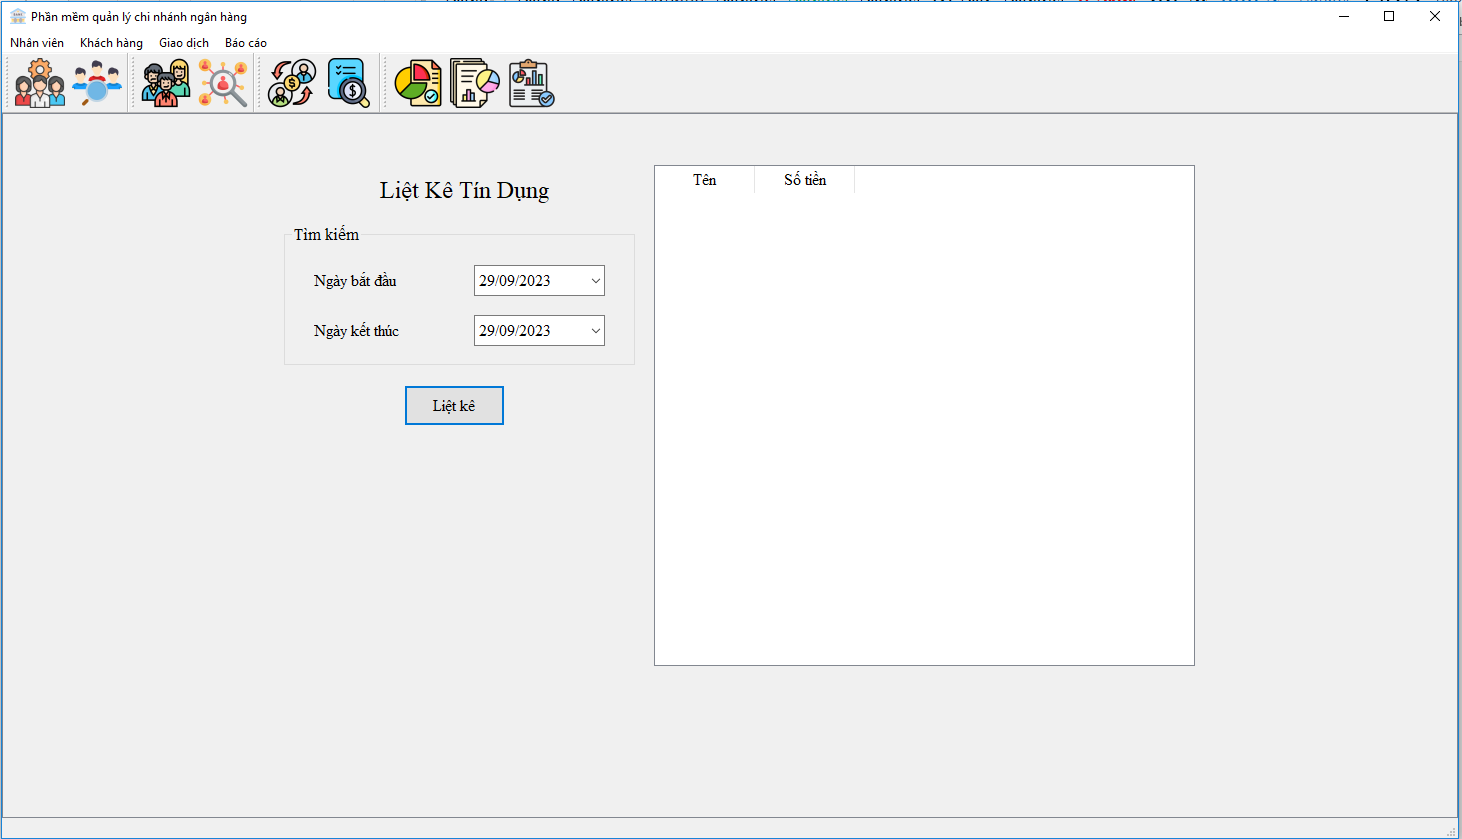 Phần mềm quản lý chi nhánh ngân hàng
Nhân viên Khách hàng Giao dịch Báo cáo
Liệt Kê Tín Dụng
Tìm kiếm
Ngày bắt đầu 29/09/2023
Ngày kết thúc 29/09/2023
Liệt kê
Tên Số tiền